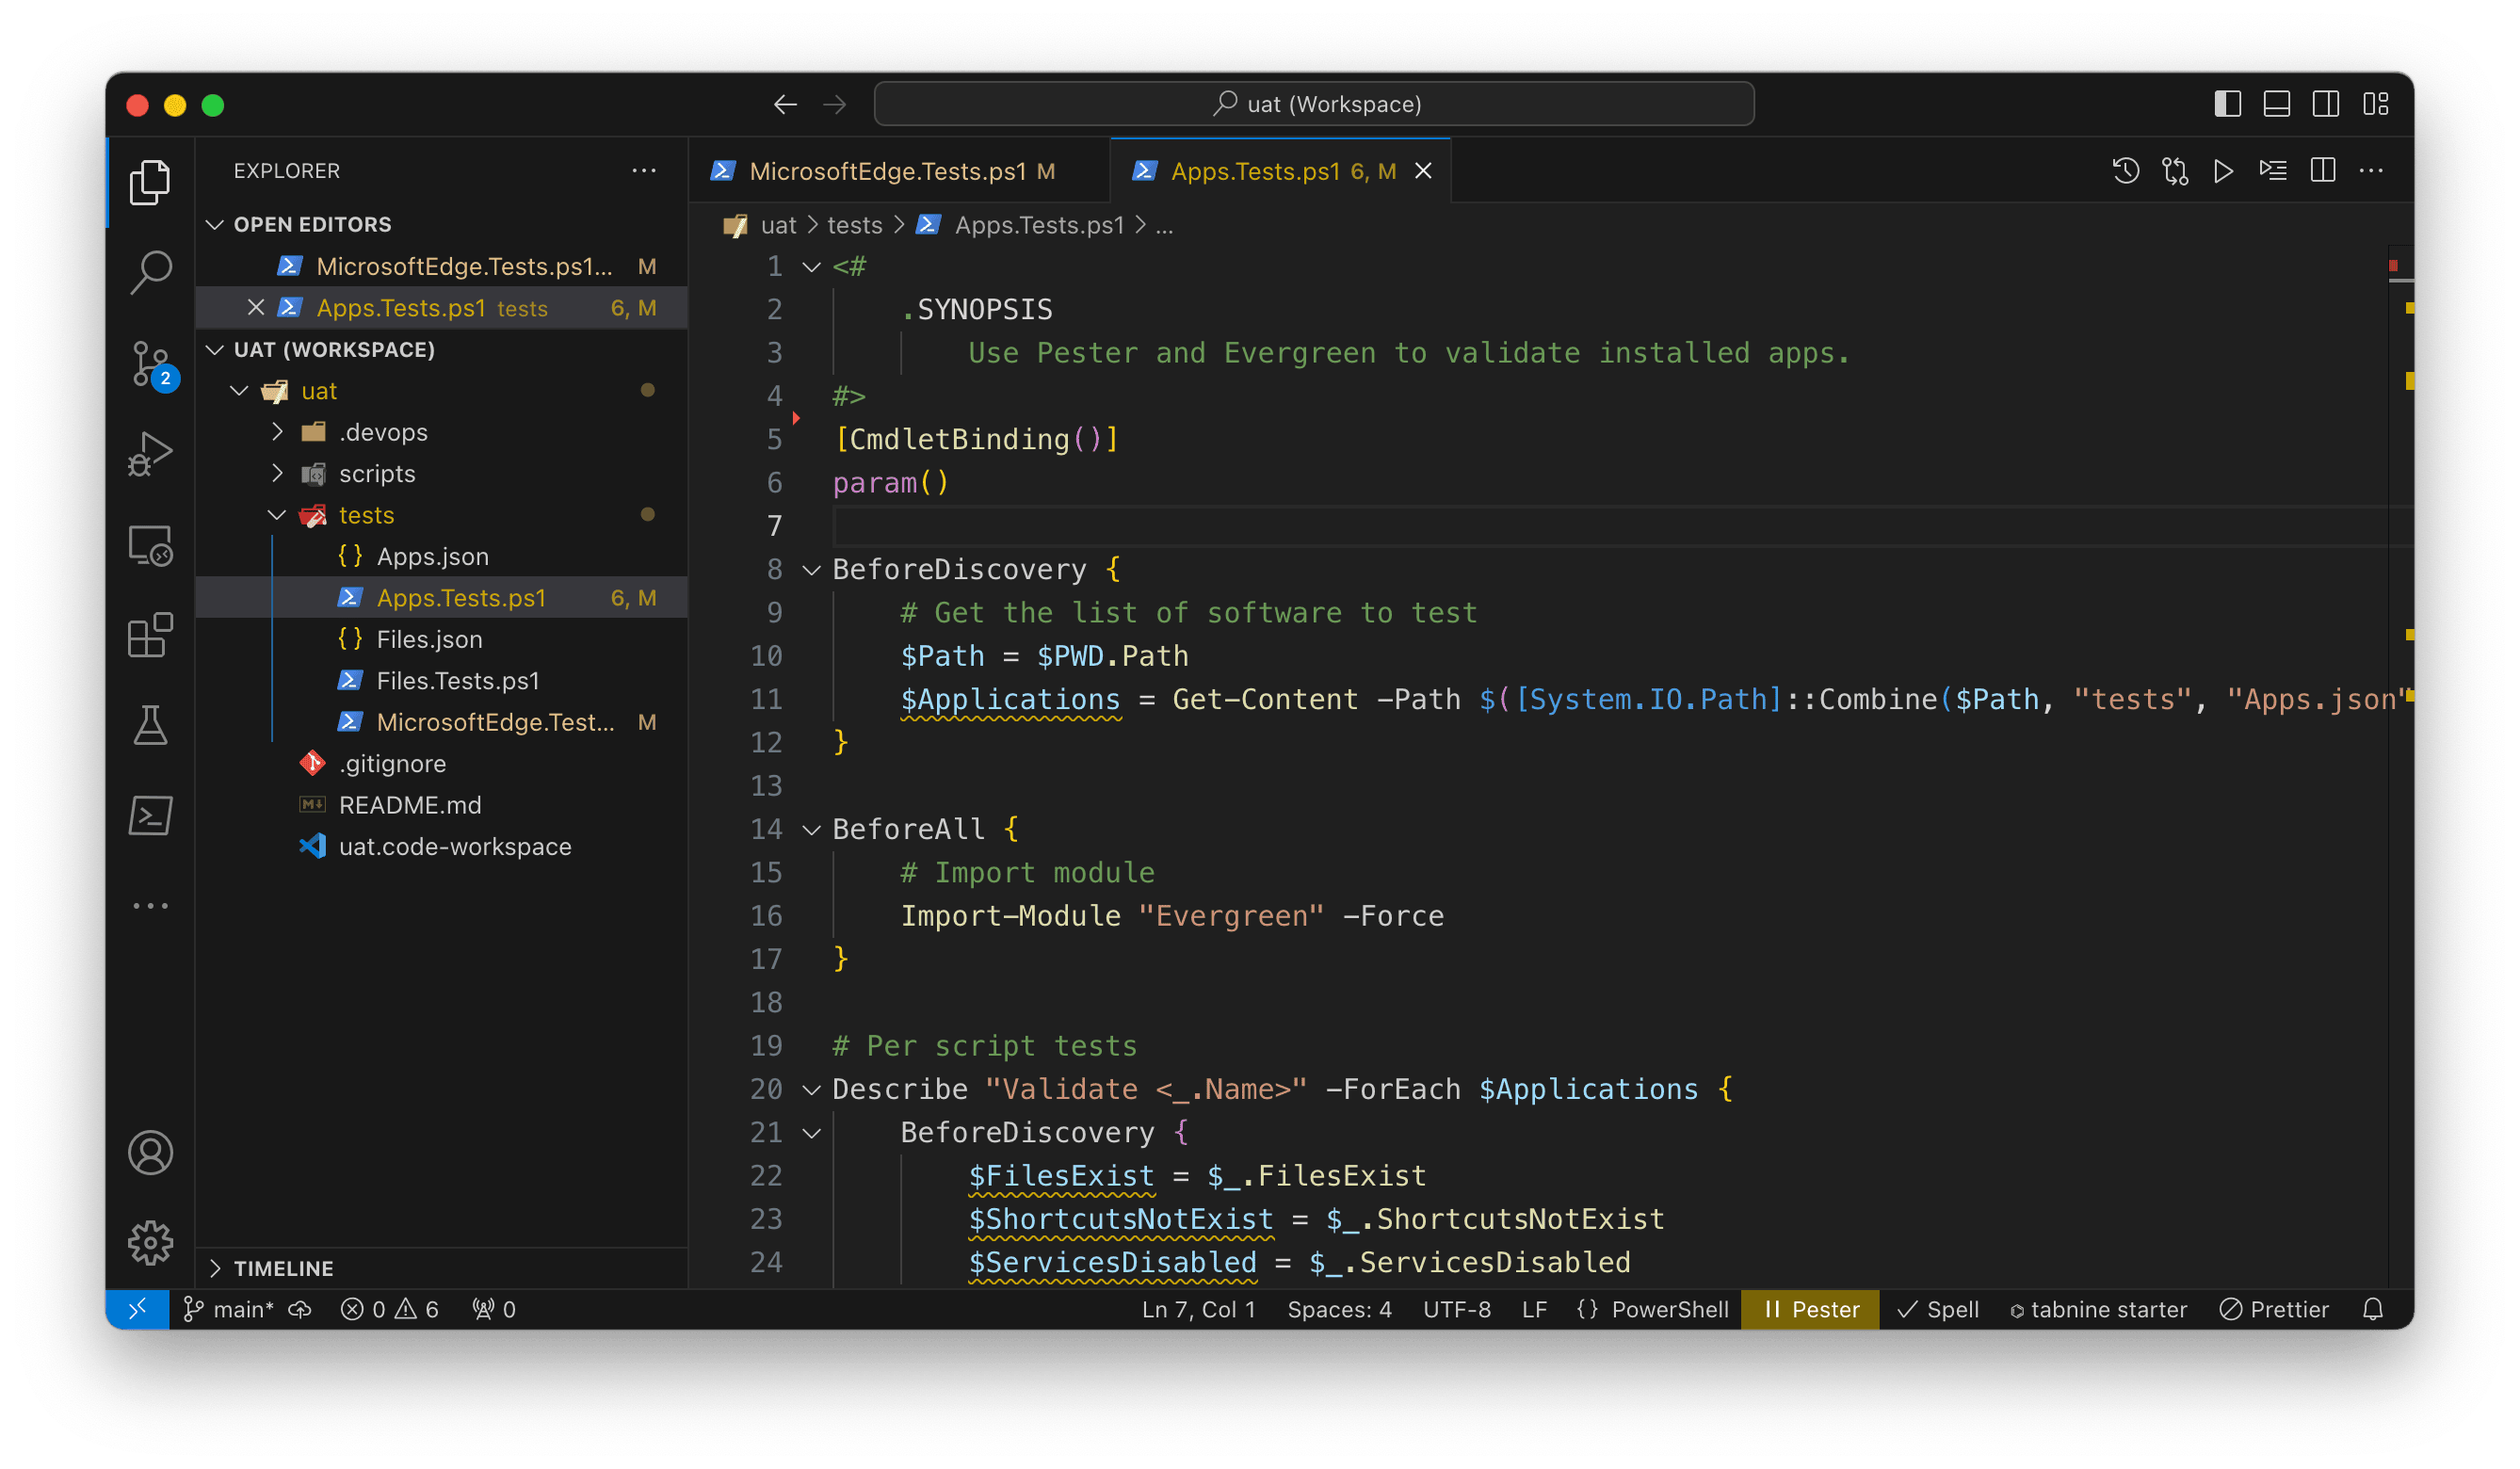 uat (Workspace)
EXPLORER
OPEN EDITORS
MicrosoftEdge.Tests.ps1... M
Apps.Tests.ps1 tests 6, M
UAT (WORKSPACE)
uat
.devops
scripts
tests
Apps.json
Apps.Tests.ps1 6, M
Files.json
Files.Tests.ps1
MicrosoftEdge.Test... M
.gitignore
README.md
uat.code-workspace
TIMELINE
2
MicrosoftEdge.Tests.ps1 M
Apps.Tests.ps1 6, M
uat > tests > Apps.Tests.ps1 > ...
1 <#
2 .SYNOPSIS
3 Use Pester and Evergreen to validate installed apps.
4 #>
5 [CmdletBinding()]
6 param()
7
8 BeforeDiscovery {
9 # Get the list of software to test
10 $Path = $PWD.Path
11 $Applications = Get-Content -Path $([System.IO.Path]::Combine($Path, "tests", "Apps.json"
12 }
13
14 BeforeAll {
15 # Import module
16 Import-Module "Evergreen" -Force
17 }
18
19 # Per script tests
20 Describe "Validate <_.Name>" -ForEach $Applications {
21 BeforeDiscovery {
22 $FilesExist = $_.FilesExist
23 $ShortcutsNotExist = $_.ShortcutsNotExist
24 $ServicesDisabled = $_.ServicesDisabled
main* 0 6 0 Ln 7, Col 1 Spaces: 4 UTF-8 LF {} PowerShell Pester Spell tabnine starter Prettier